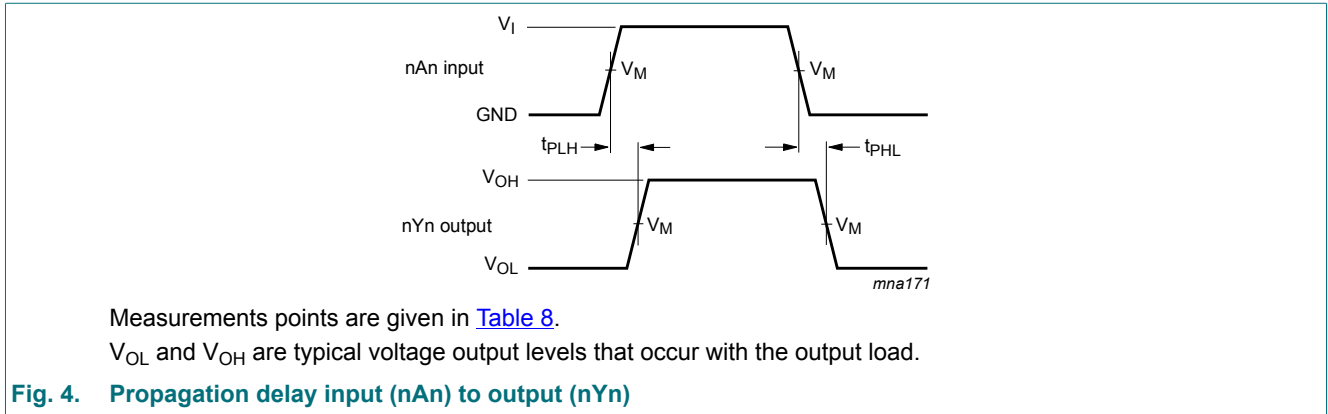 VI
nAn input
VM
VM
GND
tPLH
tPHL
VOH
nYn output
VM
VM
VOL
mna171
Measurements points are given in Table 8.
VOL and VOH are typical voltage output levels that occur with the output load.
Fig. 4. Propagation delay input (nAn) to output (nYn)